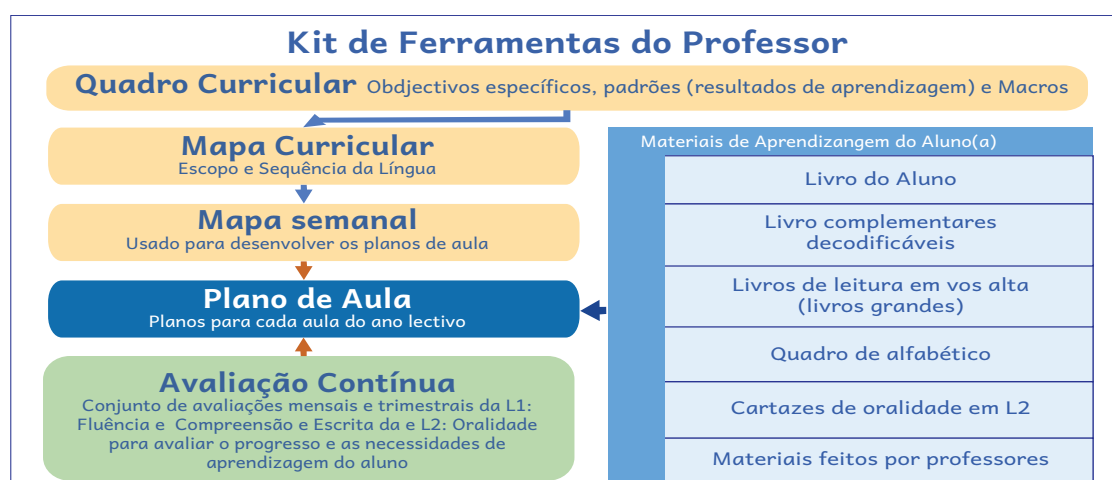 Kit de Ferramentas do Professor
Quadro Curricular Obdjectivos específicos, padrões (resultados de aprendizagem) e Macros
Mapa Curricular
Escopo e Sequência da Língua
Mapa semanal
Usado para desenvolver os planos de aula
Plano de Aula
Planos para cada aula do ano lectivo
Avaliação Contínua
Conjunto de avaliações mensais e trimestrais da L1:
Fluência e Compreensão e Escrita da e L2: Oralidade
para avaliar o progresso e as necessidades de
aprendizagem do aluno
Materiais de Aprendizangem do Aluno(a)
Livro do Aluno
Livro complementares
decodificáveis
Livros de leitura em vos alta
(livros grandes)
Quadro de alfabético
Cartazes de oralidade em L2
Materiais feitos por professores